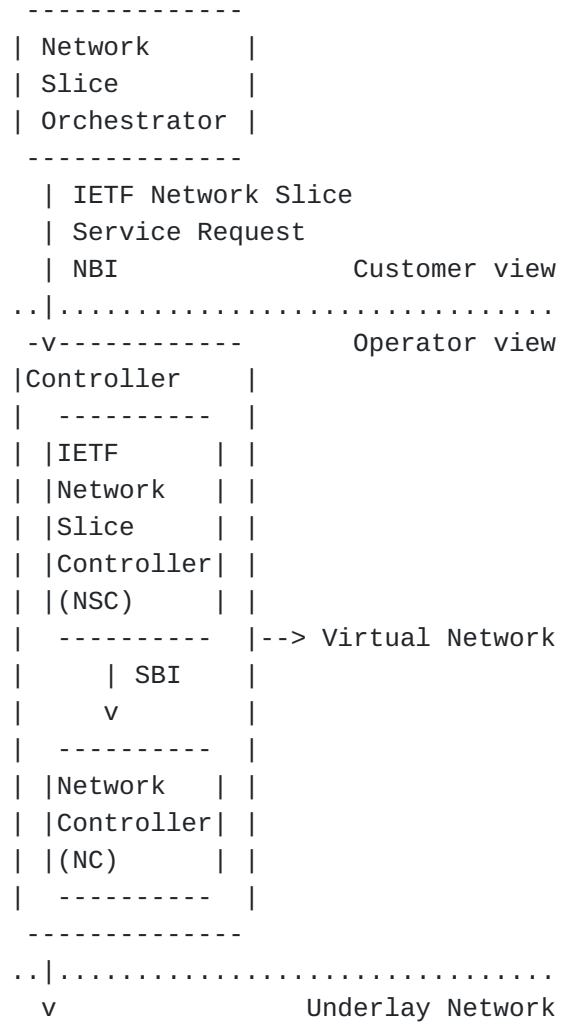 --------------
| Network      |
| Slice        |
| Orchestrator |
 --------------
  | IETF Network Slice
  | Service Request
  | NBI               Customer view
..|................................
 -v------------       Operator view
|Controller    |
|  ----------  |
| |IETF      | |
| |Network   | |
| |Slice     | |
| |Controller| |
| |(NSC)     | |
|  ----------  |--> Virtual Network
|     | SBI    |
|     v        |
|  ----------  |
| |Network   | |
| |Controller| |
| |(NC)      | |
|  ----------  |
 --------------
..|................................
  v                Underlay Network